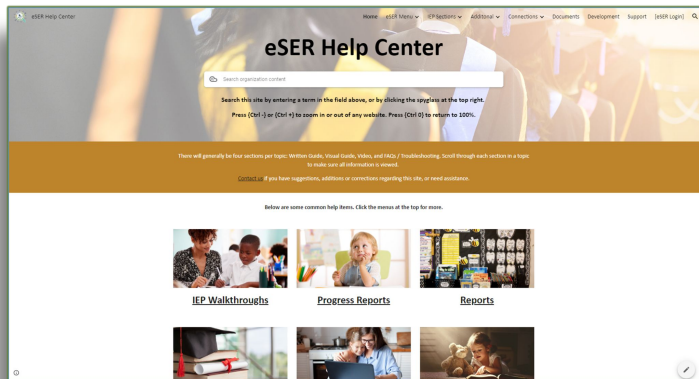 eSER Help Center
Home eSER Menu IEP Sections Additonal Connections Documents Development Support [eSER Login]
eSER Help Center
Search organization content
Search this site by entering a term in the field above, or by clicking the spyglass at the top right.
Press {Ctrl -} or {Ctrl +} to zoom in or out of any website. Press {Ctrl 0} to return to 100%.
There will generally be four sections per topic: Written Guide, Visual Guide, Video, and FAQs / Troubleshooting. Scroll through each section in a topic
to make sure all information is viewed.
Contact us if you have suggestions, additions or corrections regarding this site, or need assistance.
Below are some common help items. Click the menus at the top for more.
IEP Walkthroughs Progress Reports Reports